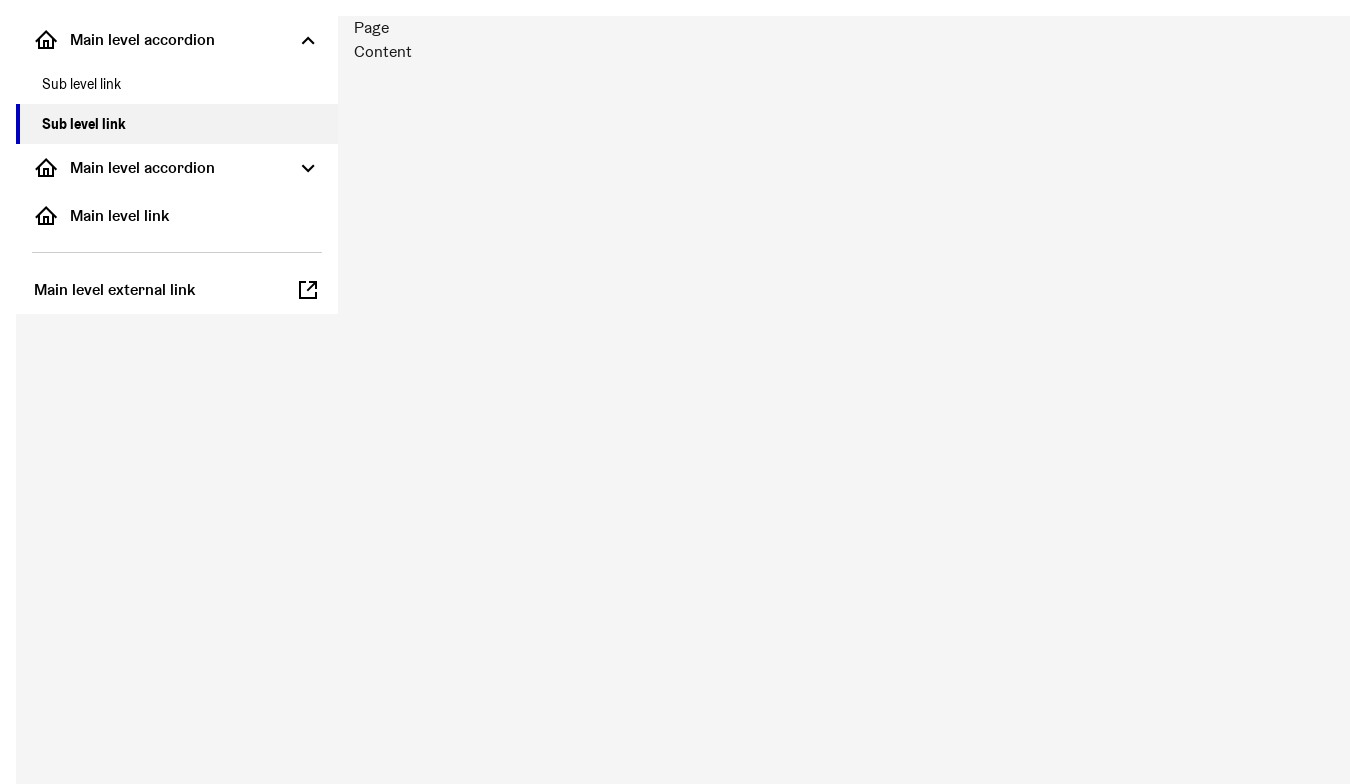 Main level accordion
Sub level link
Sub level link
Main level accordion
Main level link
Main level external link
Page
Content